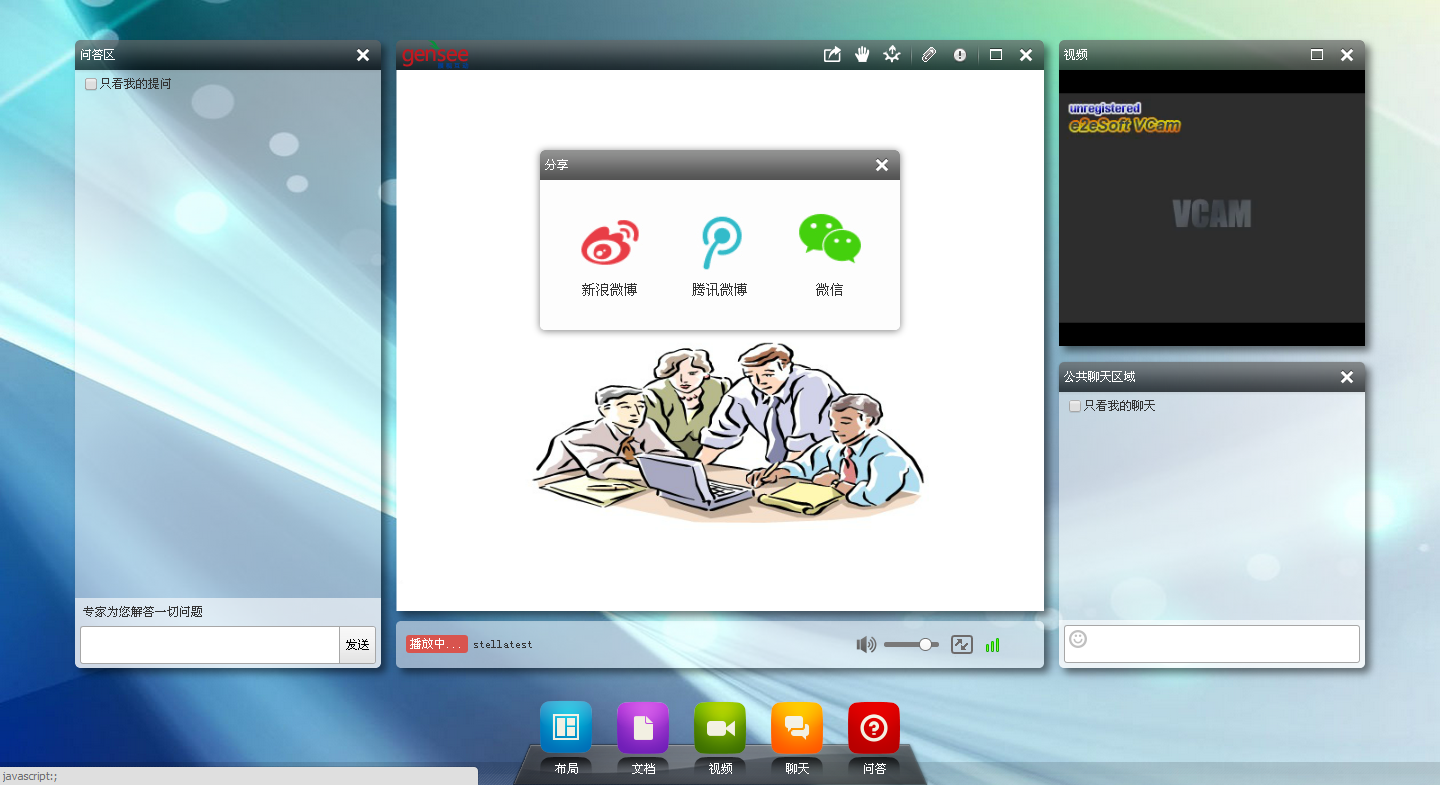 问答区
只看我的提问
专家为您解答一切问题
发送
gensee
分享
新浪微博
腾讯微博
微信
播放中...
stellatest
视频
unregistered
e2eSoft VCam
VCAM
公共聊天区域
只看我的聊天
布局
文档
视频
聊天
问答
javascript:;